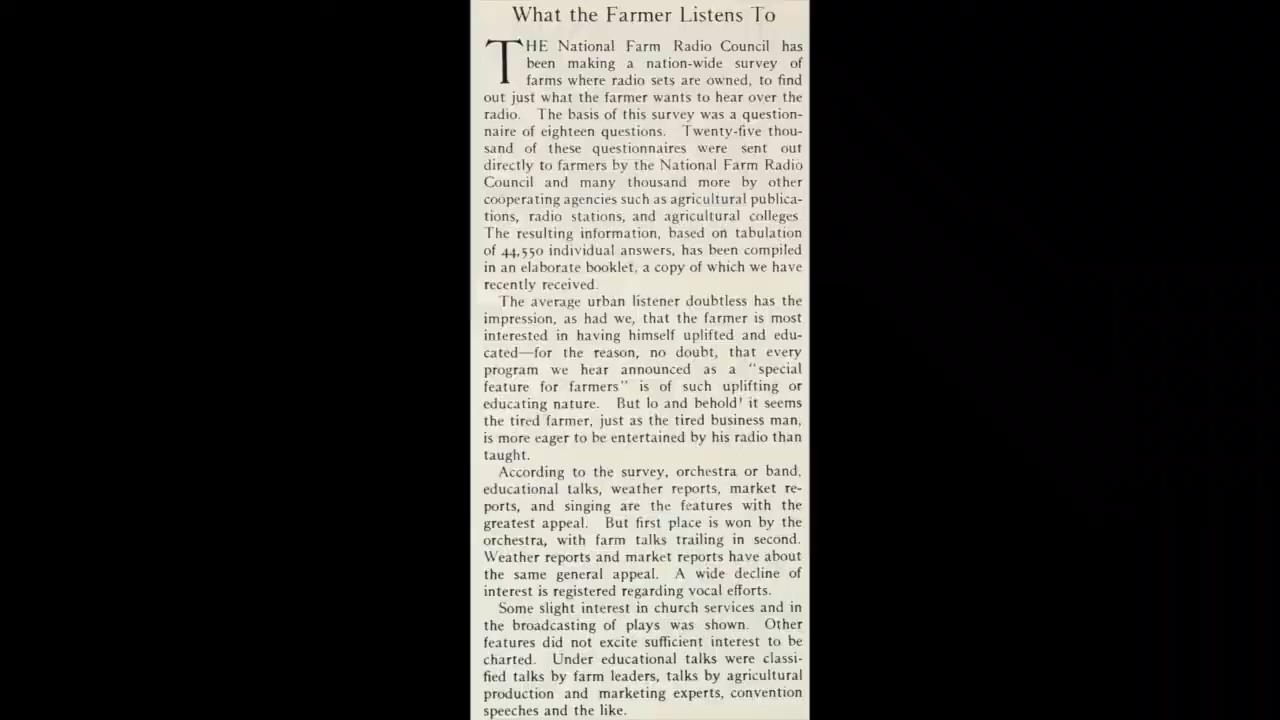 What the Farmer Listens To
THE National Farm Radio Council has
been making a nation-wide survey of
farms where radio sets are owned, to find
out just what the farmer wants to hear over the
radio. The basis of this survey was a question-
naire of eighteen questions. Twenty-five thou-
sand of these questionnaires were sent out
directly to farmers by the National Farm Radio
Council and many thousand more by other
cooperating agencies such as agricultural publica-
tions, radio stations, and agricultural colleges.
The resulting information, based on tabulation
of 44,550 individual answers, has been compiled
in an elaborate booklet, a copy of which we have
recently received.
The average urban listener doubtless has the
impression, as had we, that the farmer is most
interested in having himself uplifted and edu-
cated—for the reason, no doubt, that every
program we hear announced as a "special
feature for farmers" is of such uplifting or
educating nature. But lo and behold! it seems
the tired farmer, just as the tired business man,
is more eager to be entertained by his radio than
taught.
According to the survey, orchestra or band,
educational talks, weather reports, market re-
ports, and singing are the features with the
greatest appeal. But first place is won by the
orchestra, with farm talks trailing in second.
Weather reports and market reports have about
the same general appeal. A wide decline of
interest is registered regarding vocal efforts.
Some slight interest in church services and in
the broadcasting of plays was shown. Other
features did not excite sufficient interest to be
charted. Under educational talks were classi-
fied talks by farm leaders, talks by agricultural
production and marketing experts, convention
speeches and the like.